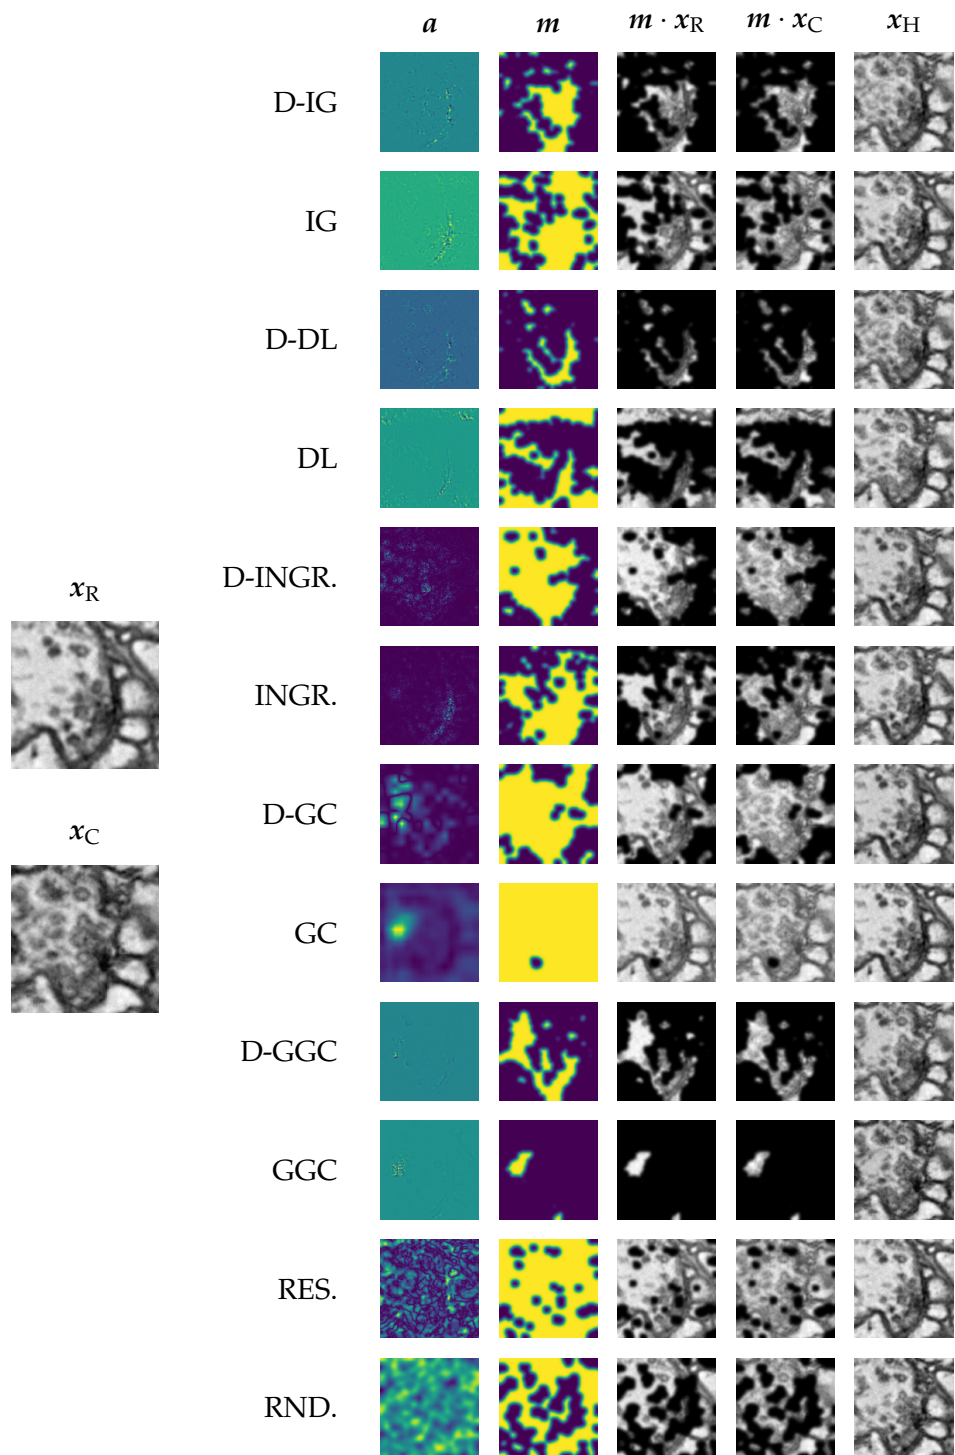 a m m · xR m · xC xH
D-IG
IG
D-DL
DL
D-INGR.
xR
INGR.
D-GC
xC
GC
D-GGC
GGC
RES.
RND.